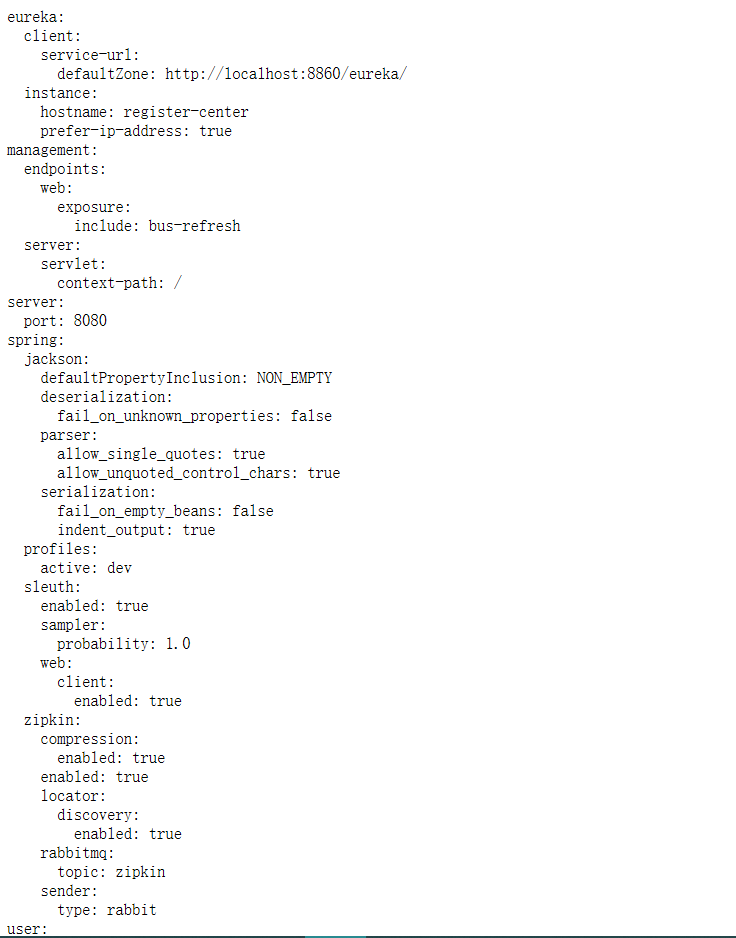 eureka:
  client:
    service-url:
      defaultZone: http://localhost:8860/eureka/
  instance:
    hostname: register-center
    prefer-ip-address: true
management:
  endpoints:
    web:
      exposure:
        include: bus-refresh
  server:
    servlet:
      context-path: /
server:
  port: 8080
spring:
  jackson:
    defaultPropertyInclusion: NON_EMPTY
    deserialization:
      fail_on_unknown_properties: false
    parser:
      allow_single_quotes: true
      allow_unquoted_control_chars: true
    serialization:
      fail_on_empty_beans: false
      indent_output: true
  profiles:
    active: dev
  sleuth:
    enabled: true
    sampler:
      probability: 1.0
    web:
      client:
        enabled: true
  zipkin:
    compression:
      enabled: true
    enabled: true
    locator:
      discovery:
        enabled: true
    rabbitmq:
      topic: zipkin
    sender:
      type: rabbit
user: